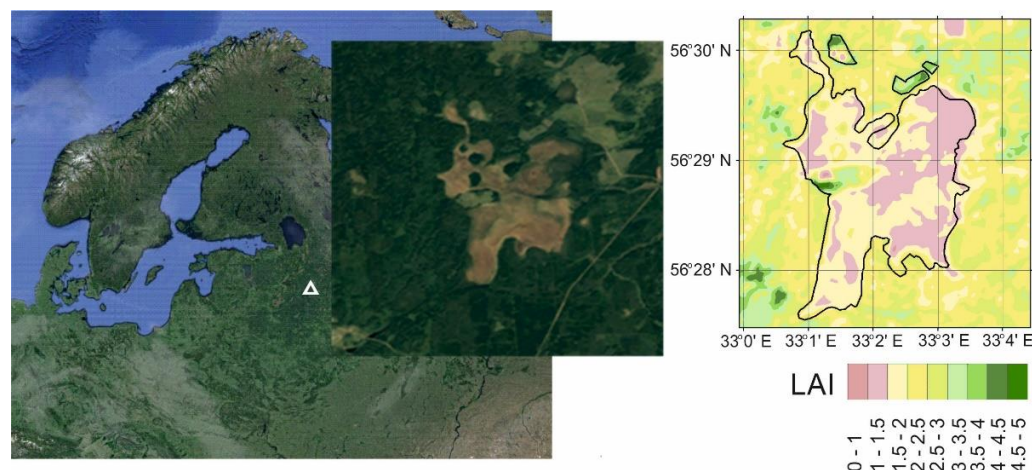 56°30' N
56°29' N
56°28' N
33°0' E 33°1' E 33°2' E 33°3' E 33°4' E
LAI
0 - 1
1 - 1.5
1.5 - 2
2 - 2.5
2.5 - 3
3 - 3.5
3.5 - 4
4 - 4.5
4.5 - 5